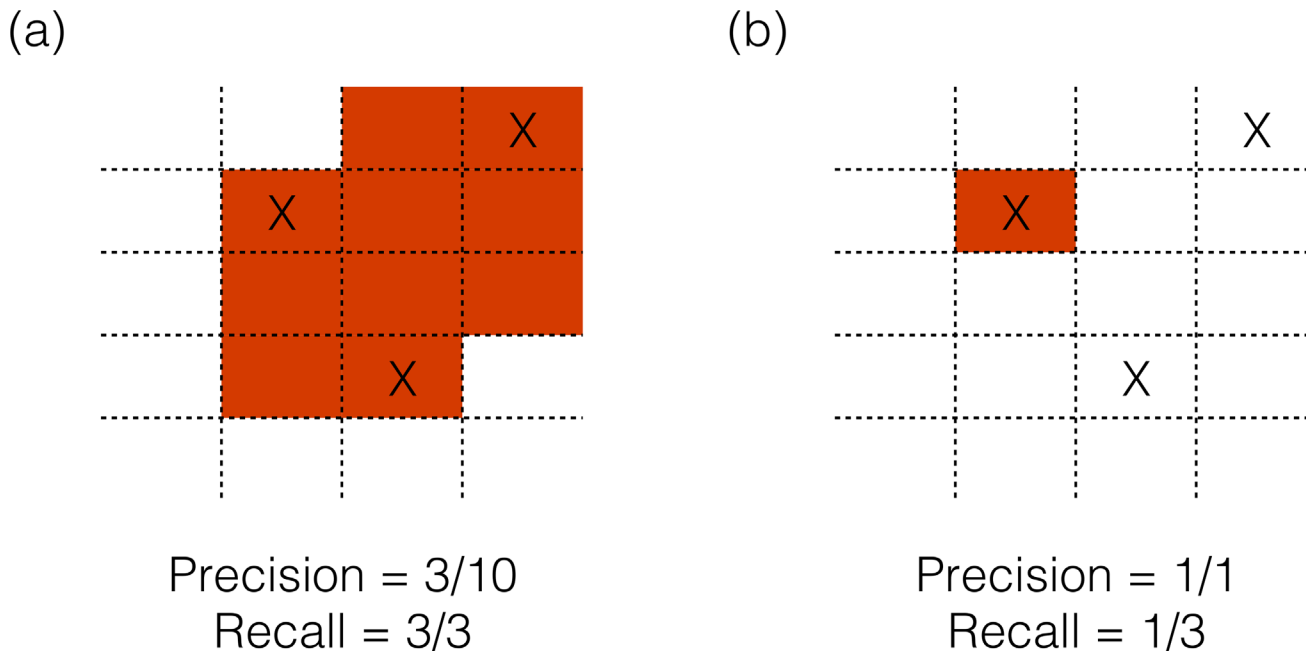 (a)
(b)
X
X
X
X
X
X
Precision = 3/10
Recall = 3/3
Precision = 1/1
Recall = 1/3